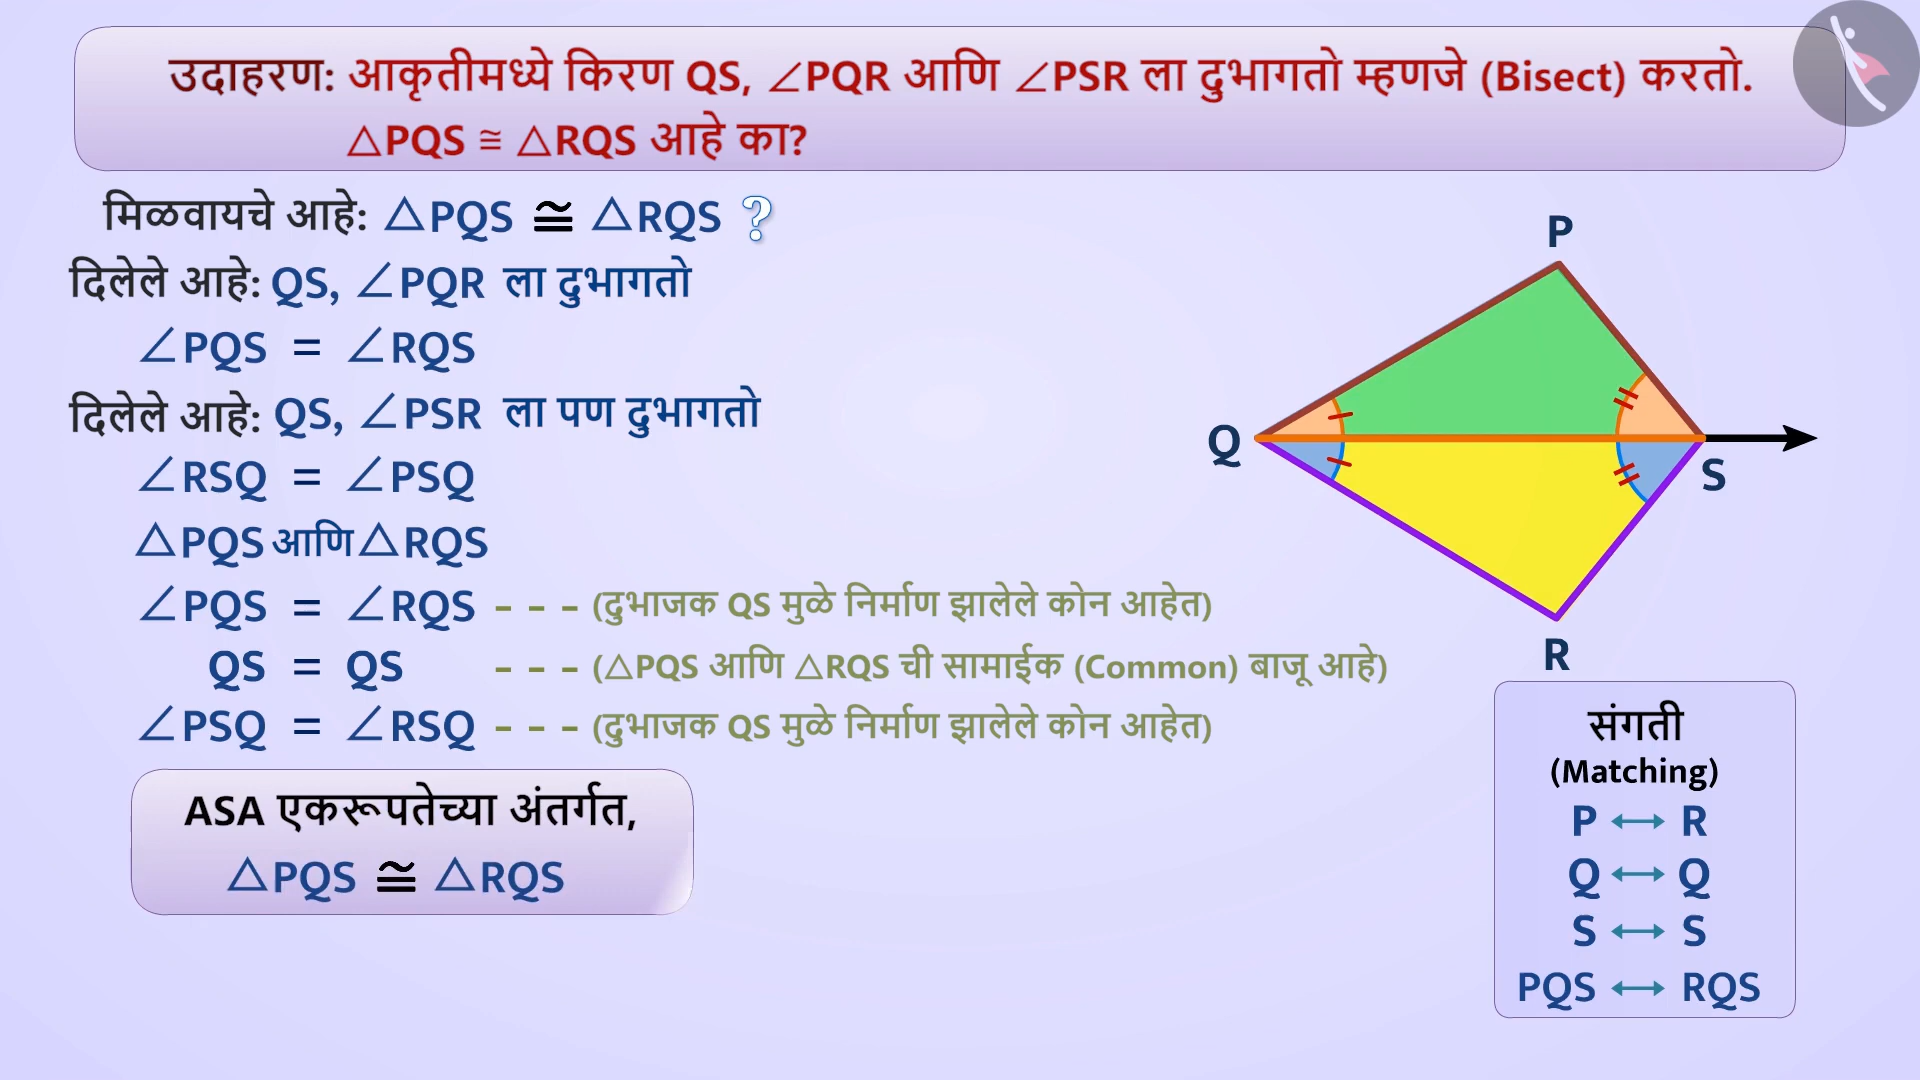 उदाहरण: आकृतीमध्ये किरण QS, ∠PQR आणि ∠PSR ला दुभागतो म्हणजे (Bisect) करतो.
△PQS ≅ △RQS आहे का?
मिळवायचे आहे: △PQS ≅ △RQS ?
दिलेले आहे: QS, ∠PQR ला दुभागतो
∠PQS = ∠RQS
दिलेले आहे: QS, ∠PSR ला पण दुभागतो
∠RSQ = ∠PSQ
△PQS आणि △RQS
∠PQS = ∠RQS - - - (दुभाजक QS मुळे निर्माण झालेले कोन आहेत)
QS = QS - - - (△PQS आणि △RQS ची सामाईक (Common) बाजू आहे)
∠PSQ = ∠RSQ - - - (दुभाजक QS मुळे निर्माण झालेले कोन आहेत)
ASA एकरूपतेच्या अंतर्गत,
△PQS ≅ △RQS
P
Q
S
R
संगती
(Matching)
P ↔ R
Q ↔ Q
S ↔ S
PQS ↔ RQS